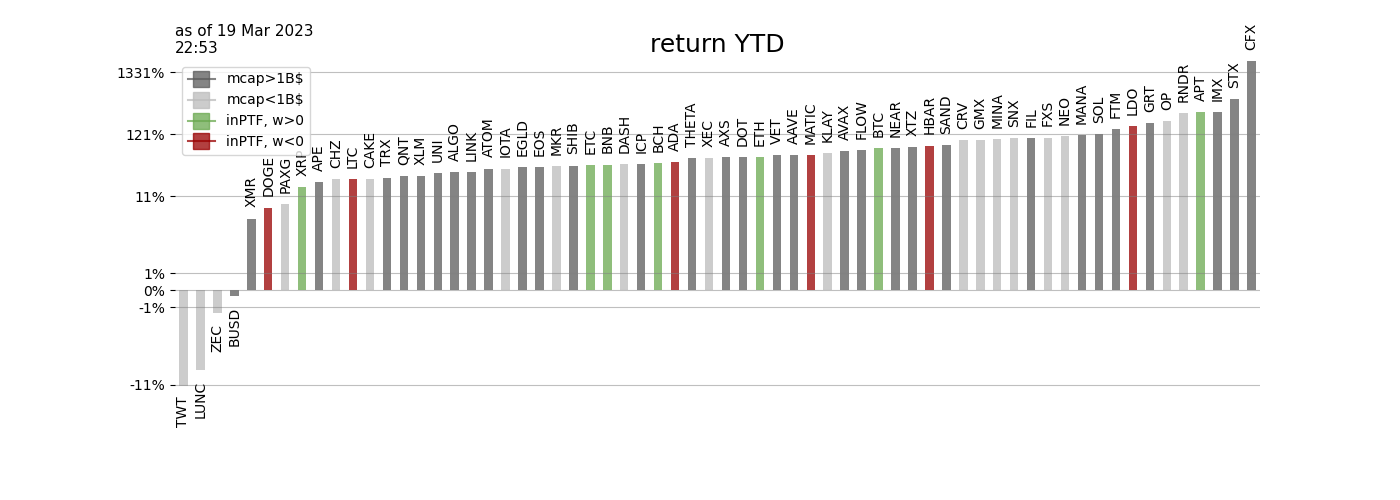 as of 19 Mar 2023
22:53
return YTD
mcap>1B$
mcap<1B$
inPTF, w>0
inPTF, w<0
1331%
121%
11%
1%
0%
-1%
-11%
TWT
LUNC
ZEC
BUSD
XMR
DOGE
PAXG
XRP
APE
CHZ
LTC
CAKE
TRX
QNT
XLM
UNI
ALGO
LINK
ATOM
IOTA
EGLD
EOS
MKR
SHIB
ETC
BNB
DASH
ICP
BCH
ADA
THETA
XEC
AXS
DOT
ETH
VET
AAVE
MATIC
KLAY
AVAX
FLOW
BTC
NEAR
XTZ
HBAR
SAND
CRV
GMX
MINA
SNX
FIL
FXS
NEO
MANA
SOL
FTM
LDO
GRT
OP
RNDR
APT
IMX
STX
CFX